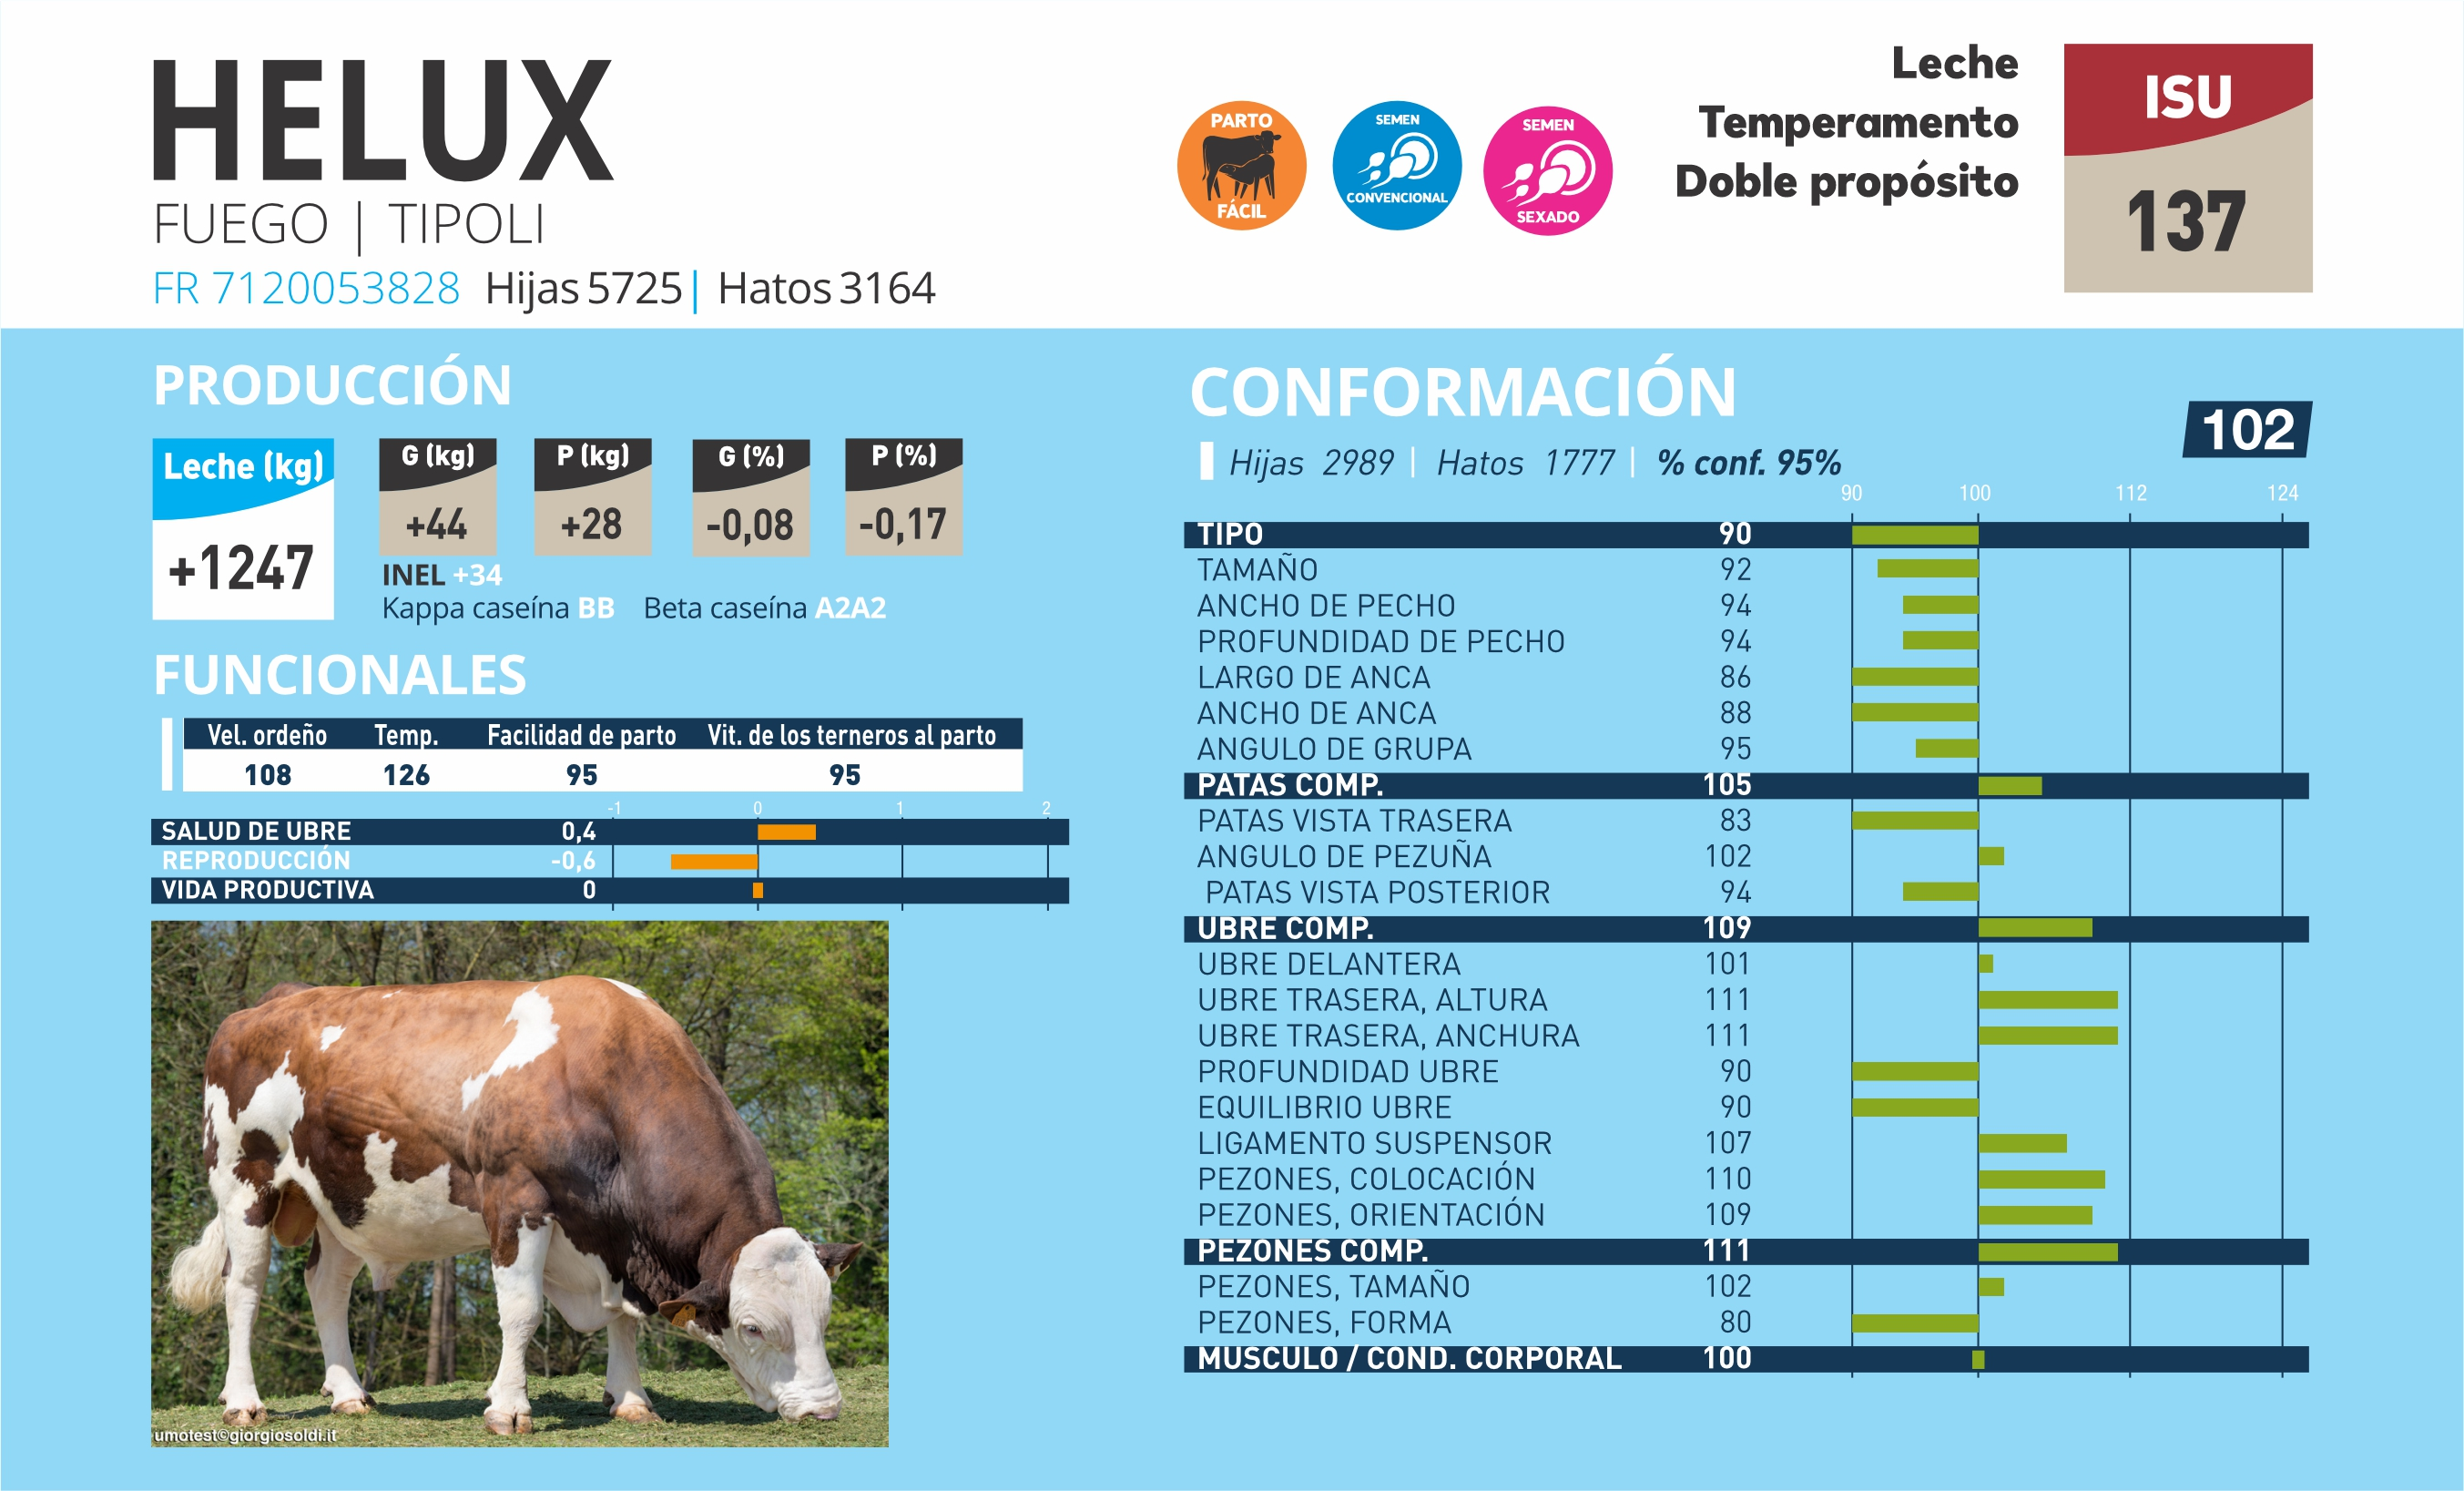 HELUX
FUEGO | TIPOLI
FR 7120053828 Hijas 5725 | Hatos 3164
PARTO
FÁCIL
SEMEN
CONVENCIONAL
SEMEN
SEXADO
Leche
Temperamento
Doble propósito
ISU
137
PRODUCCIÓN
Leche (kg)
+1247
G (kg)
+44
P (kg)
+28
G (%)
-0,08
P (%)
-0,17
INEL +34
Kappa caseína BB Beta caseína A2A2
FUNCIONALES
Vel. ordeño Temp. Facilidad de parto Vit. de los terneros al parto
108 126 95 95
-1 0 1 2
SALUD DE UBRE 0,4
REPRODUCCIÓN -0,6
VIDA PRODUCTIVA 0
umotest©giorgiosoldi.it
CONFORMACIÓN
102
Hijas 2989 | Hatos 1777 | % conf. 95%
90 100 112 124
TIPO 90
TAMAÑO 92
ANCHO DE PECHO 94
PROFUNDIDAD DE PECHO 94
LARGO DE ANCA 86
ANCHO DE ANCA 88
ANGULO DE GRUPA 95
PATAS COMP. 105
PATAS VISTA TRASERA 83
ANGULO DE PEZUÑA 102
PATAS VISTA POSTERIOR 94
UBRE COMP. 109
UBRE DELANTERA 101
UBRE TRASERA, ALTURA 111
UBRE TRASERA, ANCHURA 111
PROFUNDIDAD UBRE 90
EQUILIBRIO UBRE 90
LIGAMENTO SUSPENSOR 107
PEZONES, COLOCACIÓN 110
PEZONES, ORIENTACIÓN 109
PEZONES COMP. 111
PEZONES, TAMAÑO 102
PEZONES, FORMA 80
MUSCULO / COND. CORPORAL 100